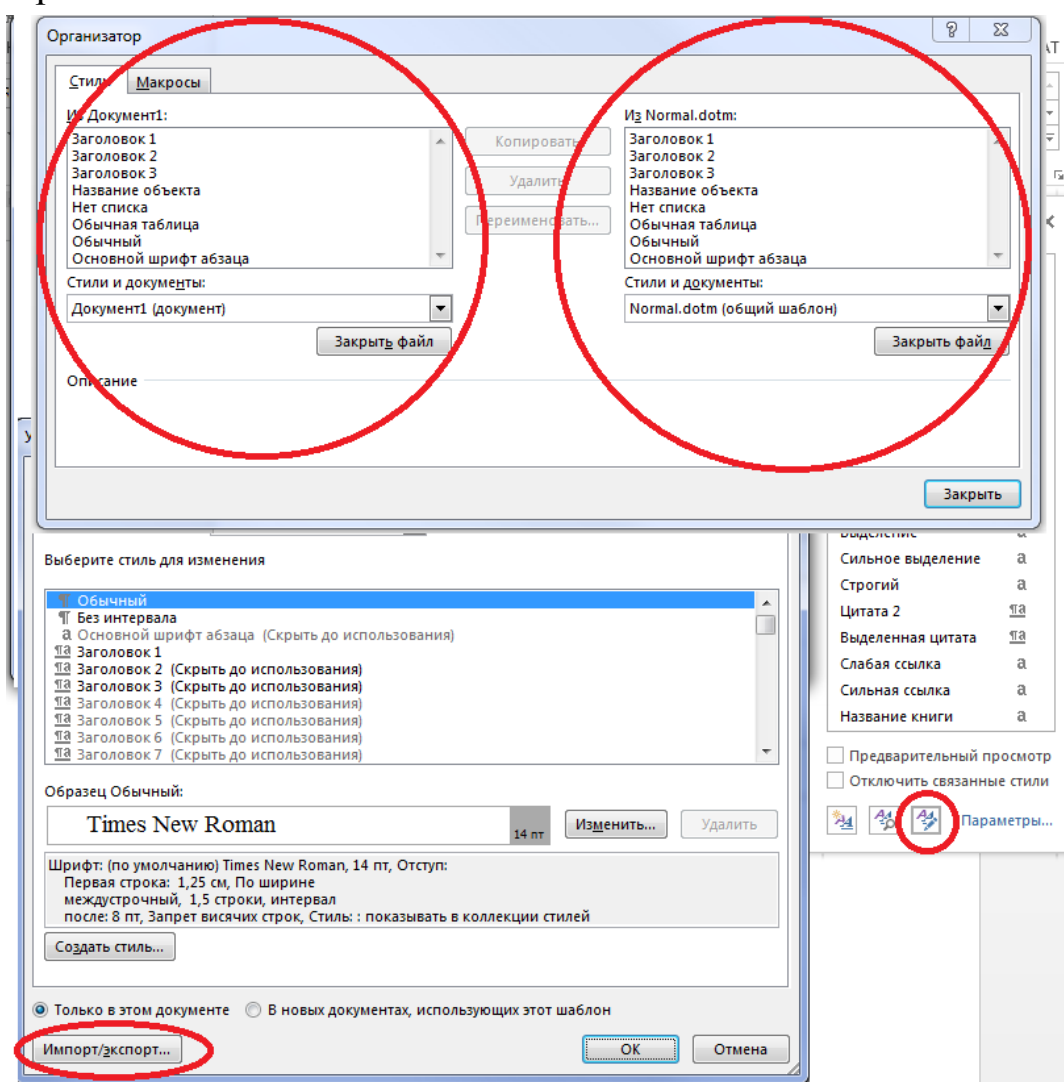 Организатор
Стили Макросы
Из Документ1:
Заголовок 1
Заголовок 2
Заголовок 3
Название объекта
Нет списка
Обычная таблица
Обычный
Основной шрифт абзаца
Стили и документы:
Документ1 (документ)
Закрыть файл
Копировать
Удалить
Переименовать...
Из Normal.dotm:
Заголовок 1
Заголовок 2
Заголовок 3
Название объекта
Нет списка
Обычная таблица
Обычный
Основной шрифт абзаца
Стили и документы:
Normal.dotm (общий шаблон)
Закрыть файл
Описание
Закрыть
Выберите стиль для изменения
¶ Обычный
¶ Без интервала
a Основной шрифт абзаца (Скрыть до использования)
¶a Заголовок 1
¶a Заголовок 2 (Скрыть до использования)
¶a Заголовок 3 (Скрыть до использования)
¶a Заголовок 4 (Скрыть до использования)
¶a Заголовок 5 (Скрыть до использования)
¶a Заголовок 6 (Скрыть до использования)
¶a Заголовок 7 (Скрыть до использования)
Образец Обычный:
Times New Roman 14 пт
Изменить... Удалить
Шрифт: (по умолчанию) Times New Roman, 14 пт, Отступ:
Первая строка: 1,25 см, По ширине
междустрочный, 1,5 строки, интервал
после: 8 пт, Запрет висячих строк, Стиль: : показывать в коллекции стилей
Создать стиль...
Только в этом документе В новых документах, использующих этот шаблон
Импорт/экспорт... ОК Отмена
Выделение a
Сильное выделение a
Строгий a
Цитата 2 ¶a
Выделенная цитата ¶a
Слабая ссылка a
Сильная ссылка a
Название книги a
Предварительный просмотр
Отключить связанные стили
Параметры...